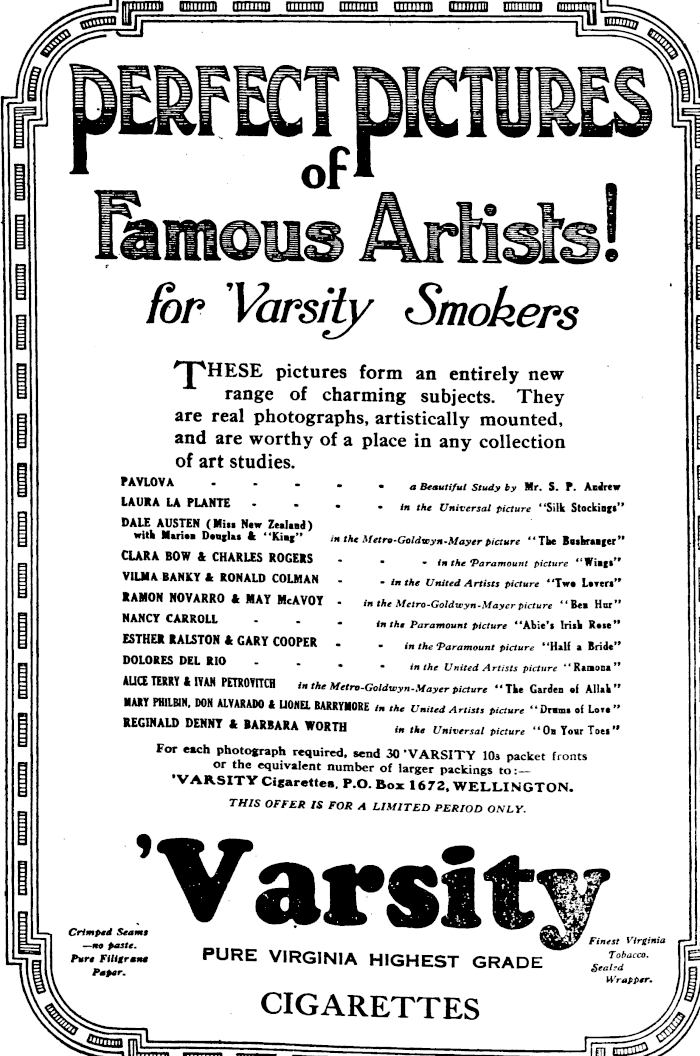 PERFECT PICTURES
of
Famous Artists!
for 'Varsity Smokers
THESE pictures form an entirely new
range of charming subjects. They
are real photographs, artistically mounted,
and are worthy of a place in any collection
of art studies.
PAVLOVA - - - - - a Beautiful Study by Mr. S. P. Andrew
LAURA LA PLANTE - - - - in the Universal picture "Silk Stockings"
DALE AUSTEN (Miss New Zealand)
with Marion Douglas & "King" in the Metro-Goldwyn-Mayer picture "The Bushranger"
CLARA BOW & CHARLES ROGERS - - - in the Paramount picture "Wings"
VILMA BANKY & RONALD COLMAN - - in the United Artists picture "Two Lovers"
RAMON NOVARRO & MAY McAVOY - in the Metro-Goldwyn-Mayer picture "Ben Hur"
NANCY CARROLL - - - - in the Paramount picture "Abie's Irish Rose"
ESTHER RALSTON & GARY COOPER - - in the Paramount picture "Half a Bride"
DOLORES DEL RIO - - - - in the United Artists picture "Ramona"
ALICE TERRY & IVAN PETROVITCH in the Metro-Goldwyn-Mayer picture "The Garden of Allah"
MARY PHILBIN, DON ALVARADO & LIONEL BARRYMORE in the United Artists picture "Drums of Love"
REGINALD DENNY & BARBARA WORTH in the Universal picture "On Your Toes"
For each photograph required, send 30 'VARSITY 10s packet fronts
or the equivalent number of larger packings to:—
'VARSITY Cigarettes, P.O. Box 1672, WELLINGTON.
THIS OFFER IS FOR A LIMITED PERIOD ONLY.
'Varsity
Crimped Seams
—no paste.
Pure Filigrane
Paper.
PURE VIRGINIA HIGHEST GRADE
Finest Virginia
Tobacco.
Sealed
Wrapper.
CIGARETTES